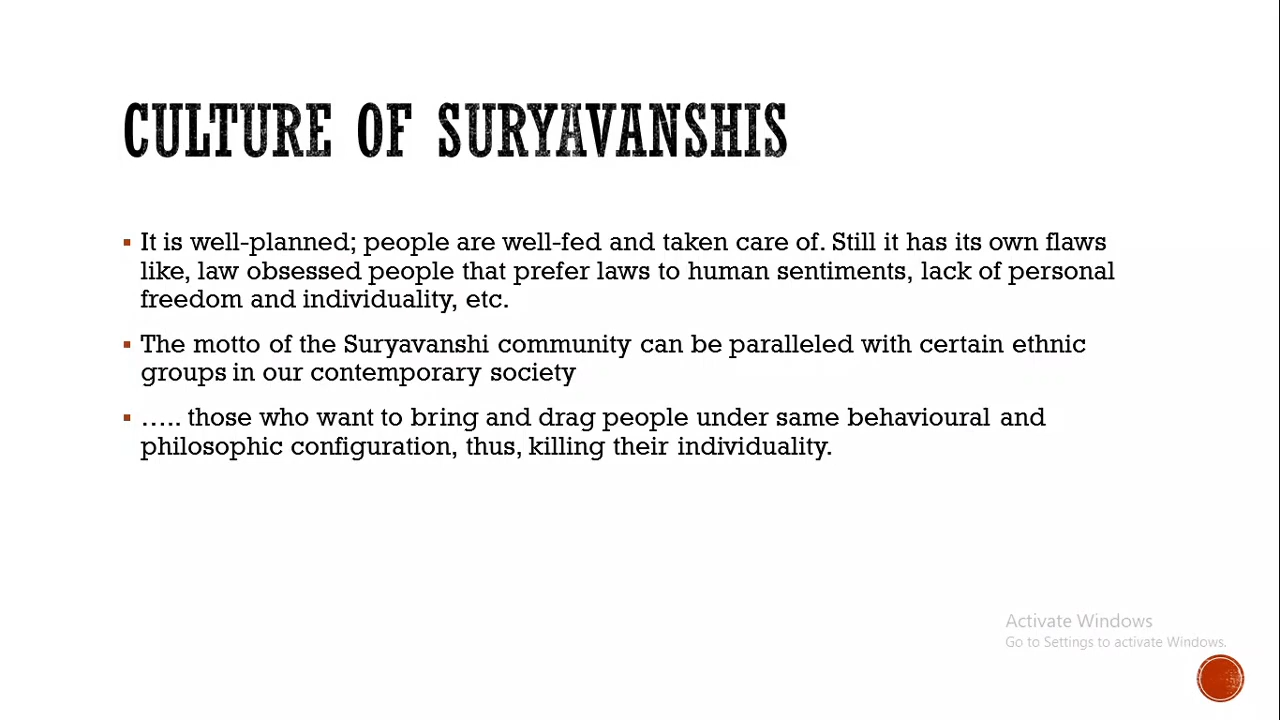 CULTURE OF SURYAVANSHIS
▪ It is well-planned; people are well-fed and taken care of. Still it has its own flaws
like, law obsessed people that prefer laws to human sentiments, lack of personal
freedom and individuality, etc.
▪ The motto of the Suryavanshi community can be paralleled with certain ethnic
groups in our contemporary society
▪ ….. those who want to bring and drag people under same behavioural and
philosophic configuration, thus, killing their individuality.
Activate Windows
Go to Settings to activate Windows.